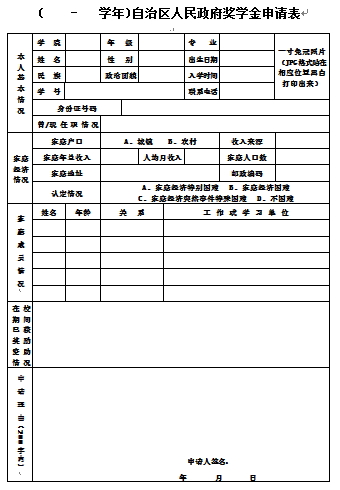 （　　－　　学年）自治区人民政府奖学金申请表
本人基本情况
学 院　年 级　专 业
一寸免冠照片（JPG格式贴在相应位置黑白打印出来）
姓 名　性 别　出生日期
民 族　政治面貌　入学时间
学 号　联系电话
身份证号码
曾/现任职情况
家庭经济情况
家庭户口　A、城镇　B、农村　收入来源
家庭年总收入　人均月收入　家庭人口数
家庭地址　邮政编码
认定情况　A、家庭经济特别困难　B、家庭经济困难
C、家庭经济突然事件特殊困难　D、不困难
家庭成员情况
姓名　年龄　关 系　工 作 或 学 习 单 位
在校期间已获奖励资助情况
申请理由（200字内）
申请人签名：
年　月　日